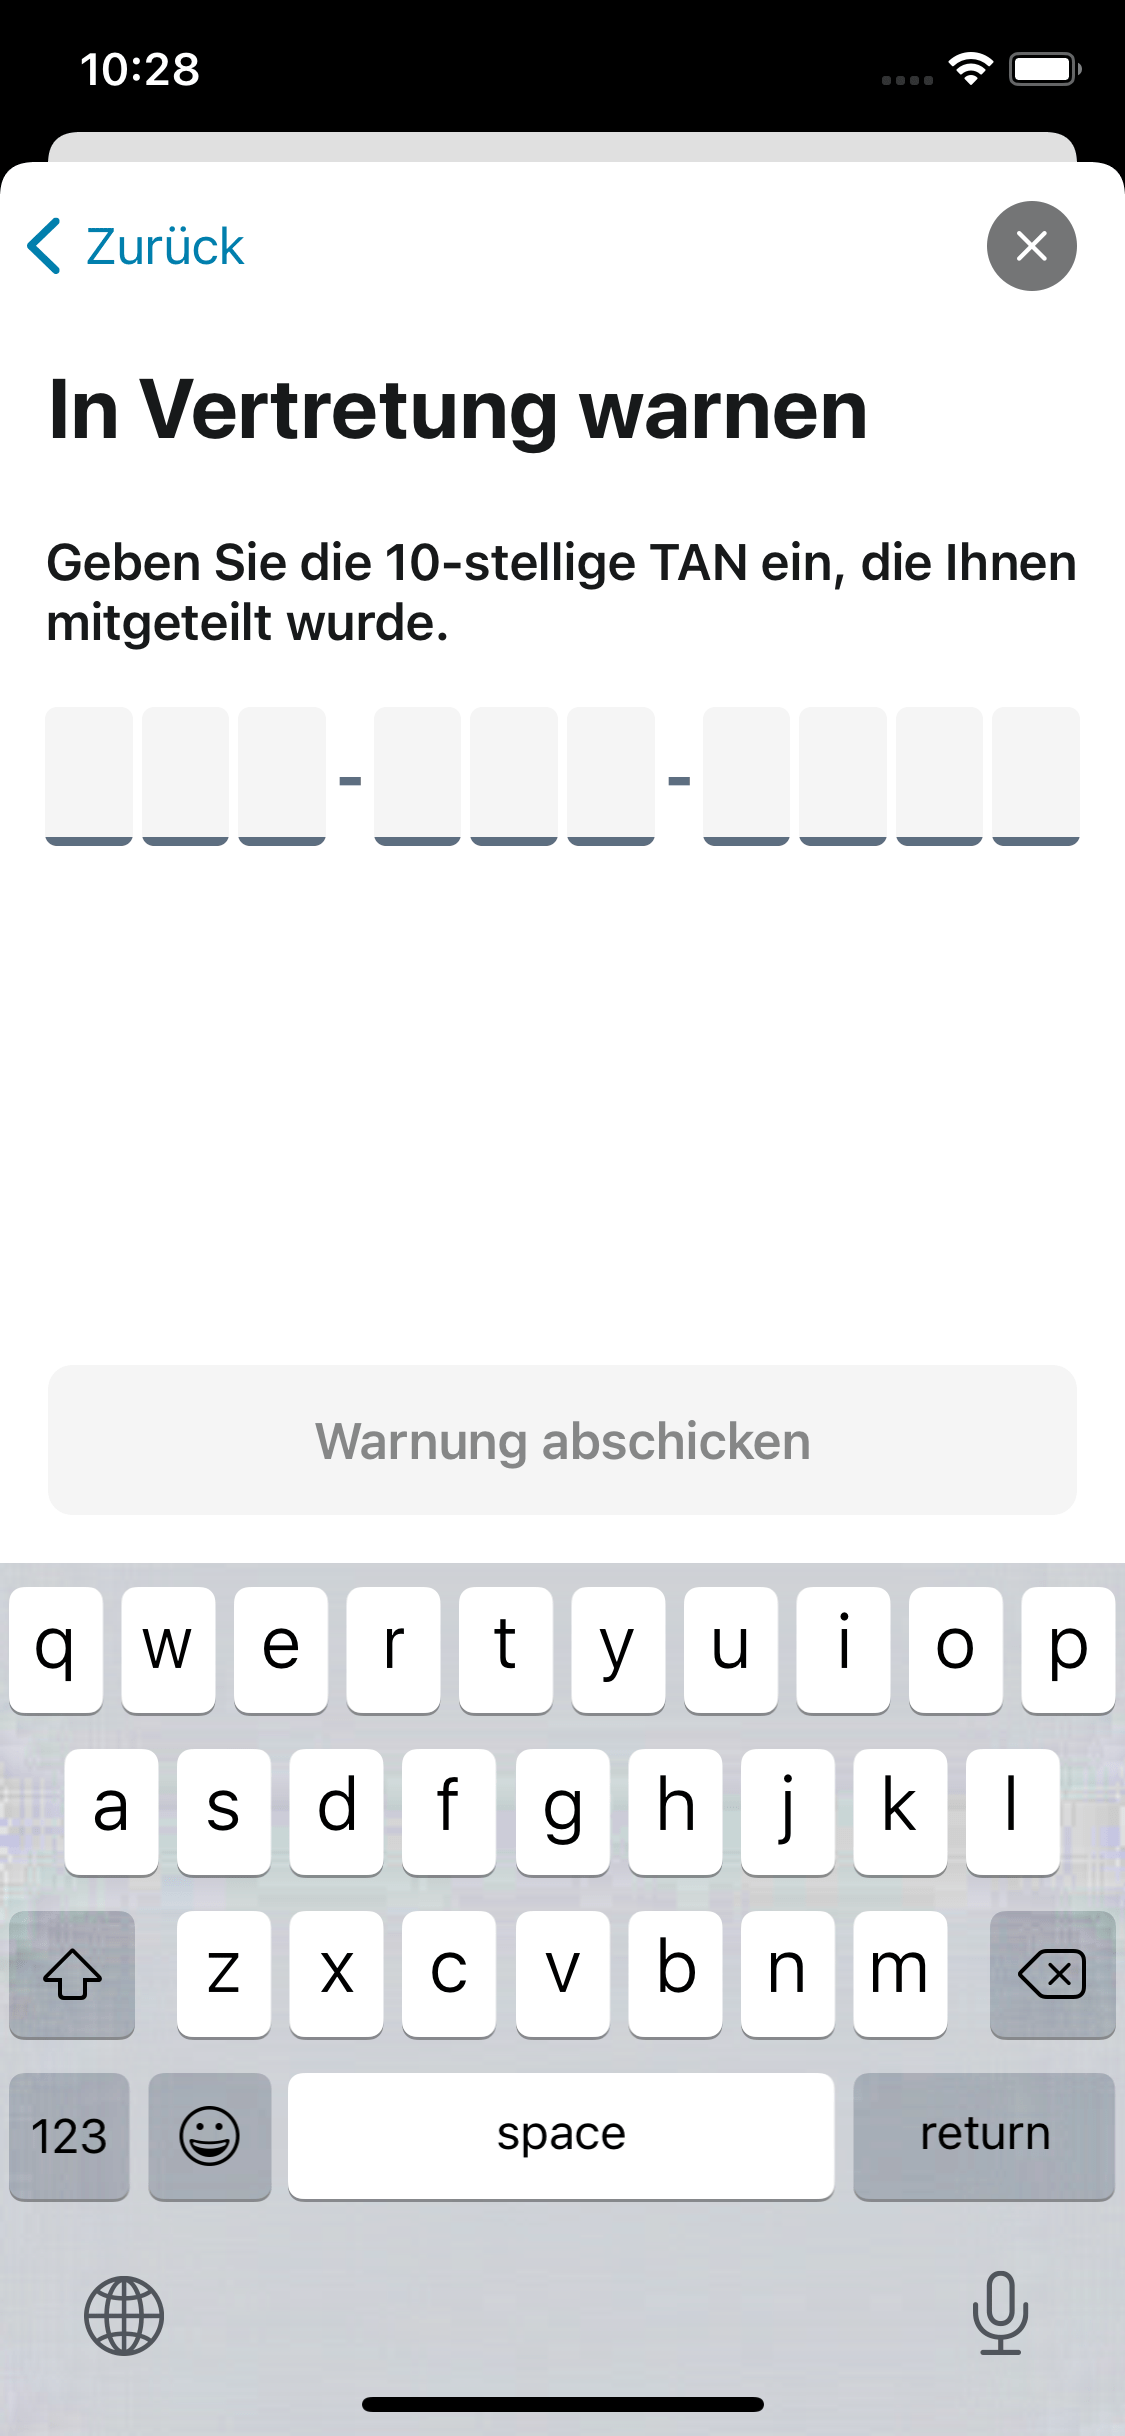 10:28
Zurück
In Vertretung warnen
Geben Sie die 10-stellige TAN ein, die Ihnen
mitgeteilt wurde.
- -
Warnung abschicken
q w e r t y u i o p
a s d f g h j k l
z x c v b n m
123 space return